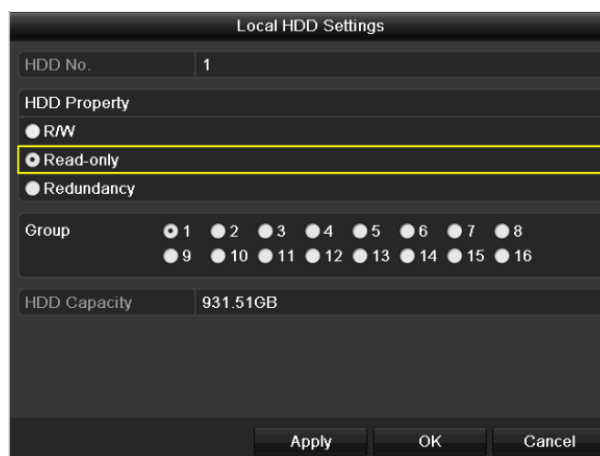 Local HDD Settings
HDD No. 1
HDD Property
R/W
Read-only
Redundancy
Group 1 2 3 4 5 6 7 8
9 10 11 12 13 14 15 16
HDD Capacity 931.51GB
Apply OK Cancel